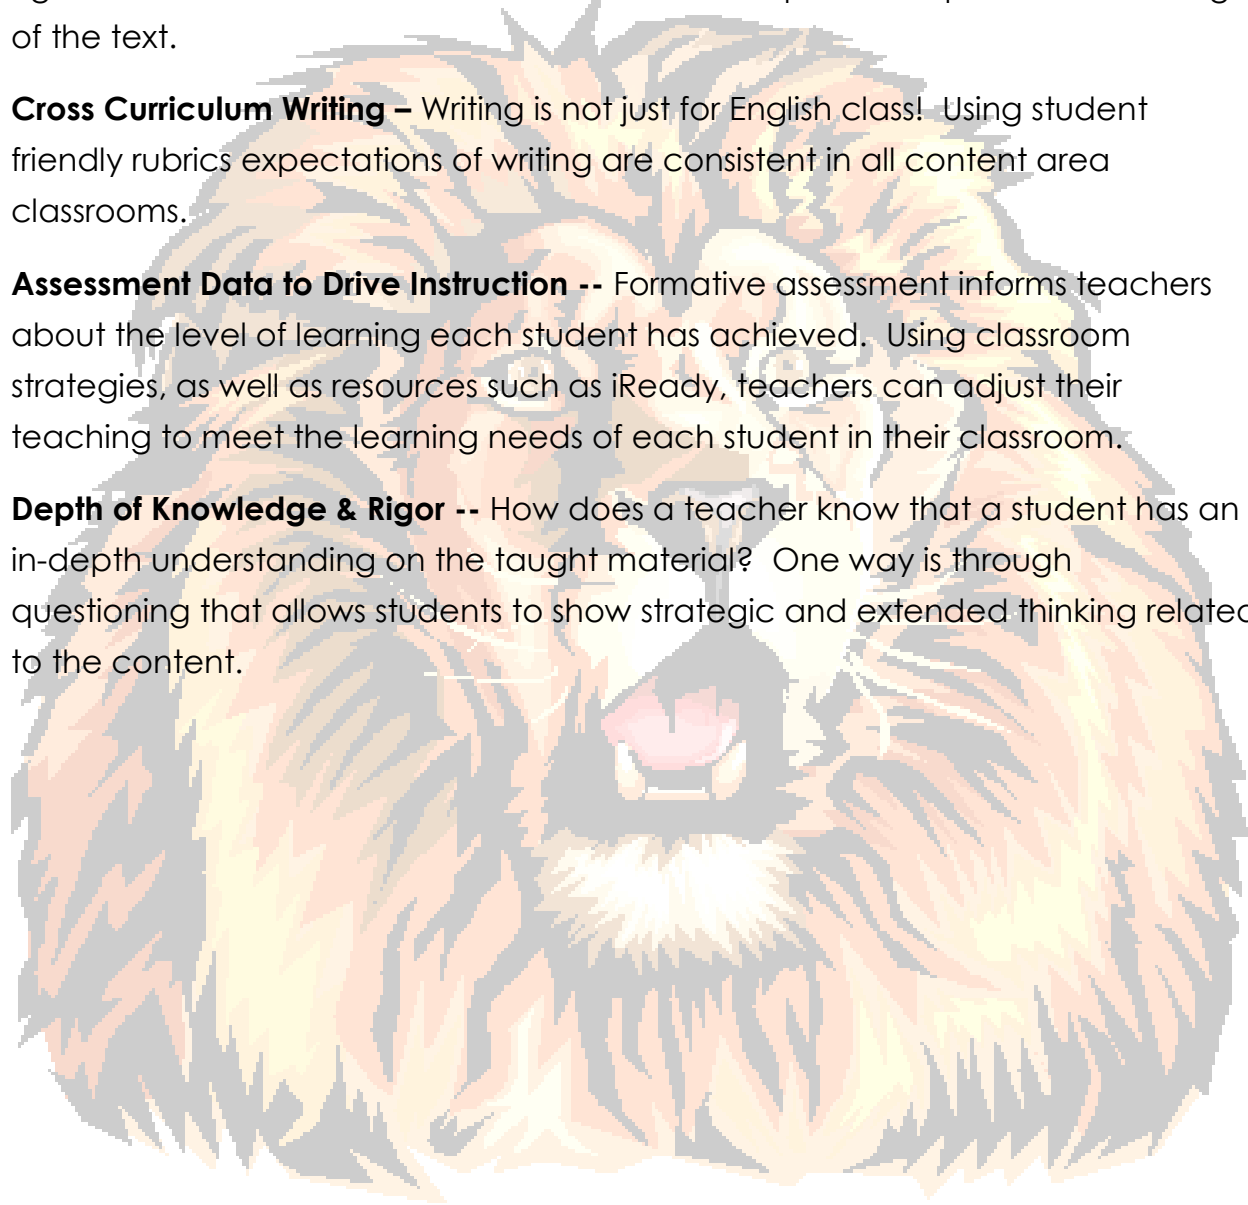 of the text.
Cross Curriculum Writing – Writing is not just for English class!  Using student
friendly rubrics expectations of writing are consistent in all content area
classrooms.
Assessment Data to Drive Instruction -- Formative assessment informs teachers
about the level of learning each student has achieved.  Using classroom
strategies, as well as resources such as iReady, teachers can adjust their
teaching to meet the learning needs of each student in their classroom.
Depth of Knowledge & Rigor -- How does a teacher know that a student has an
in-depth understanding on the taught material?  One way is through
questioning that allows students to show strategic and extended thinking related
to the content.